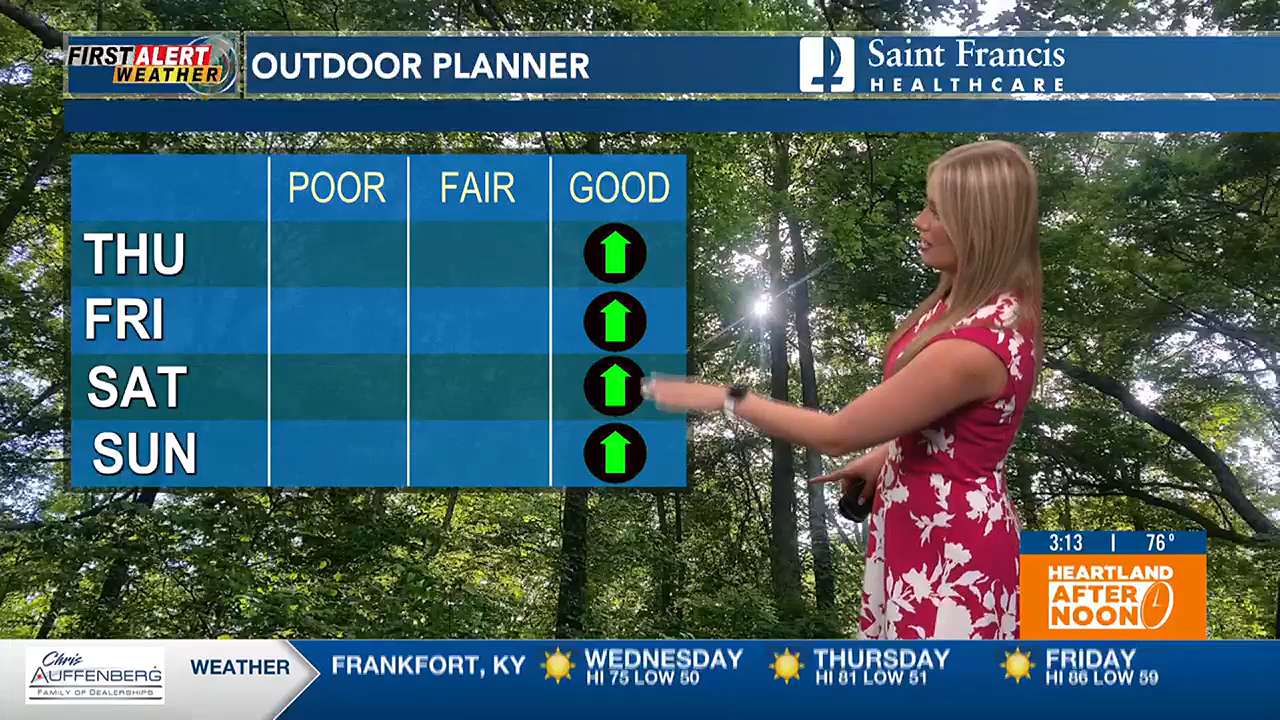 FIRST ALERT
WEATHER
OUTDOOR PLANNER
Saint Francis
HEALTHCARE
POOR FAIR GOOD
THU
FRI
SAT
SUN
3:13 | 76°
HEARTLAND
AFTER
NOON
Chris
AUFFENBERG
FAMILY OF DEALERSHIPS
WEATHER
FRANKFORT, KY
WEDNESDAY
HI 75 LOW 50
THURSDAY
HI 81 LOW 51
FRIDAY
HI 86 LOW 59